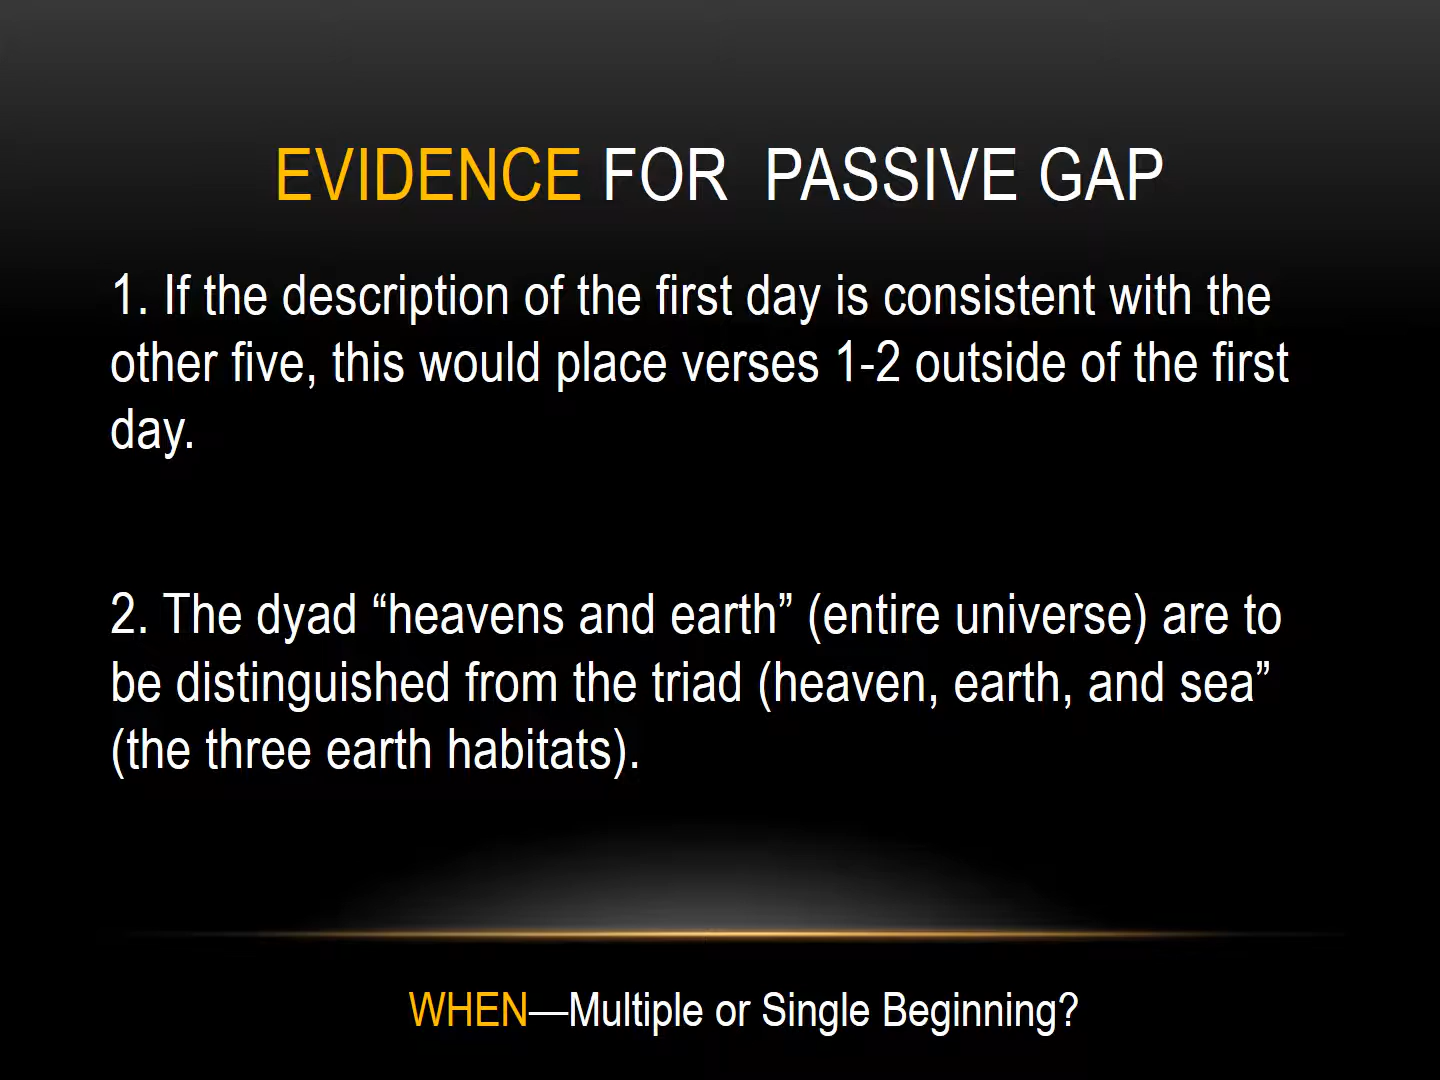 EVIDENCE FOR  PASSIVE GAP
1. If the description of the first day is consistent with the
other five, this would place verses 1-2 outside of the first
day.
2. The dyad “heavens and earth” (entire universe) are to
be distinguished from the triad (heaven, earth, and sea”
(the three earth habitats).
WHEN—Multiple or Single Beginning?